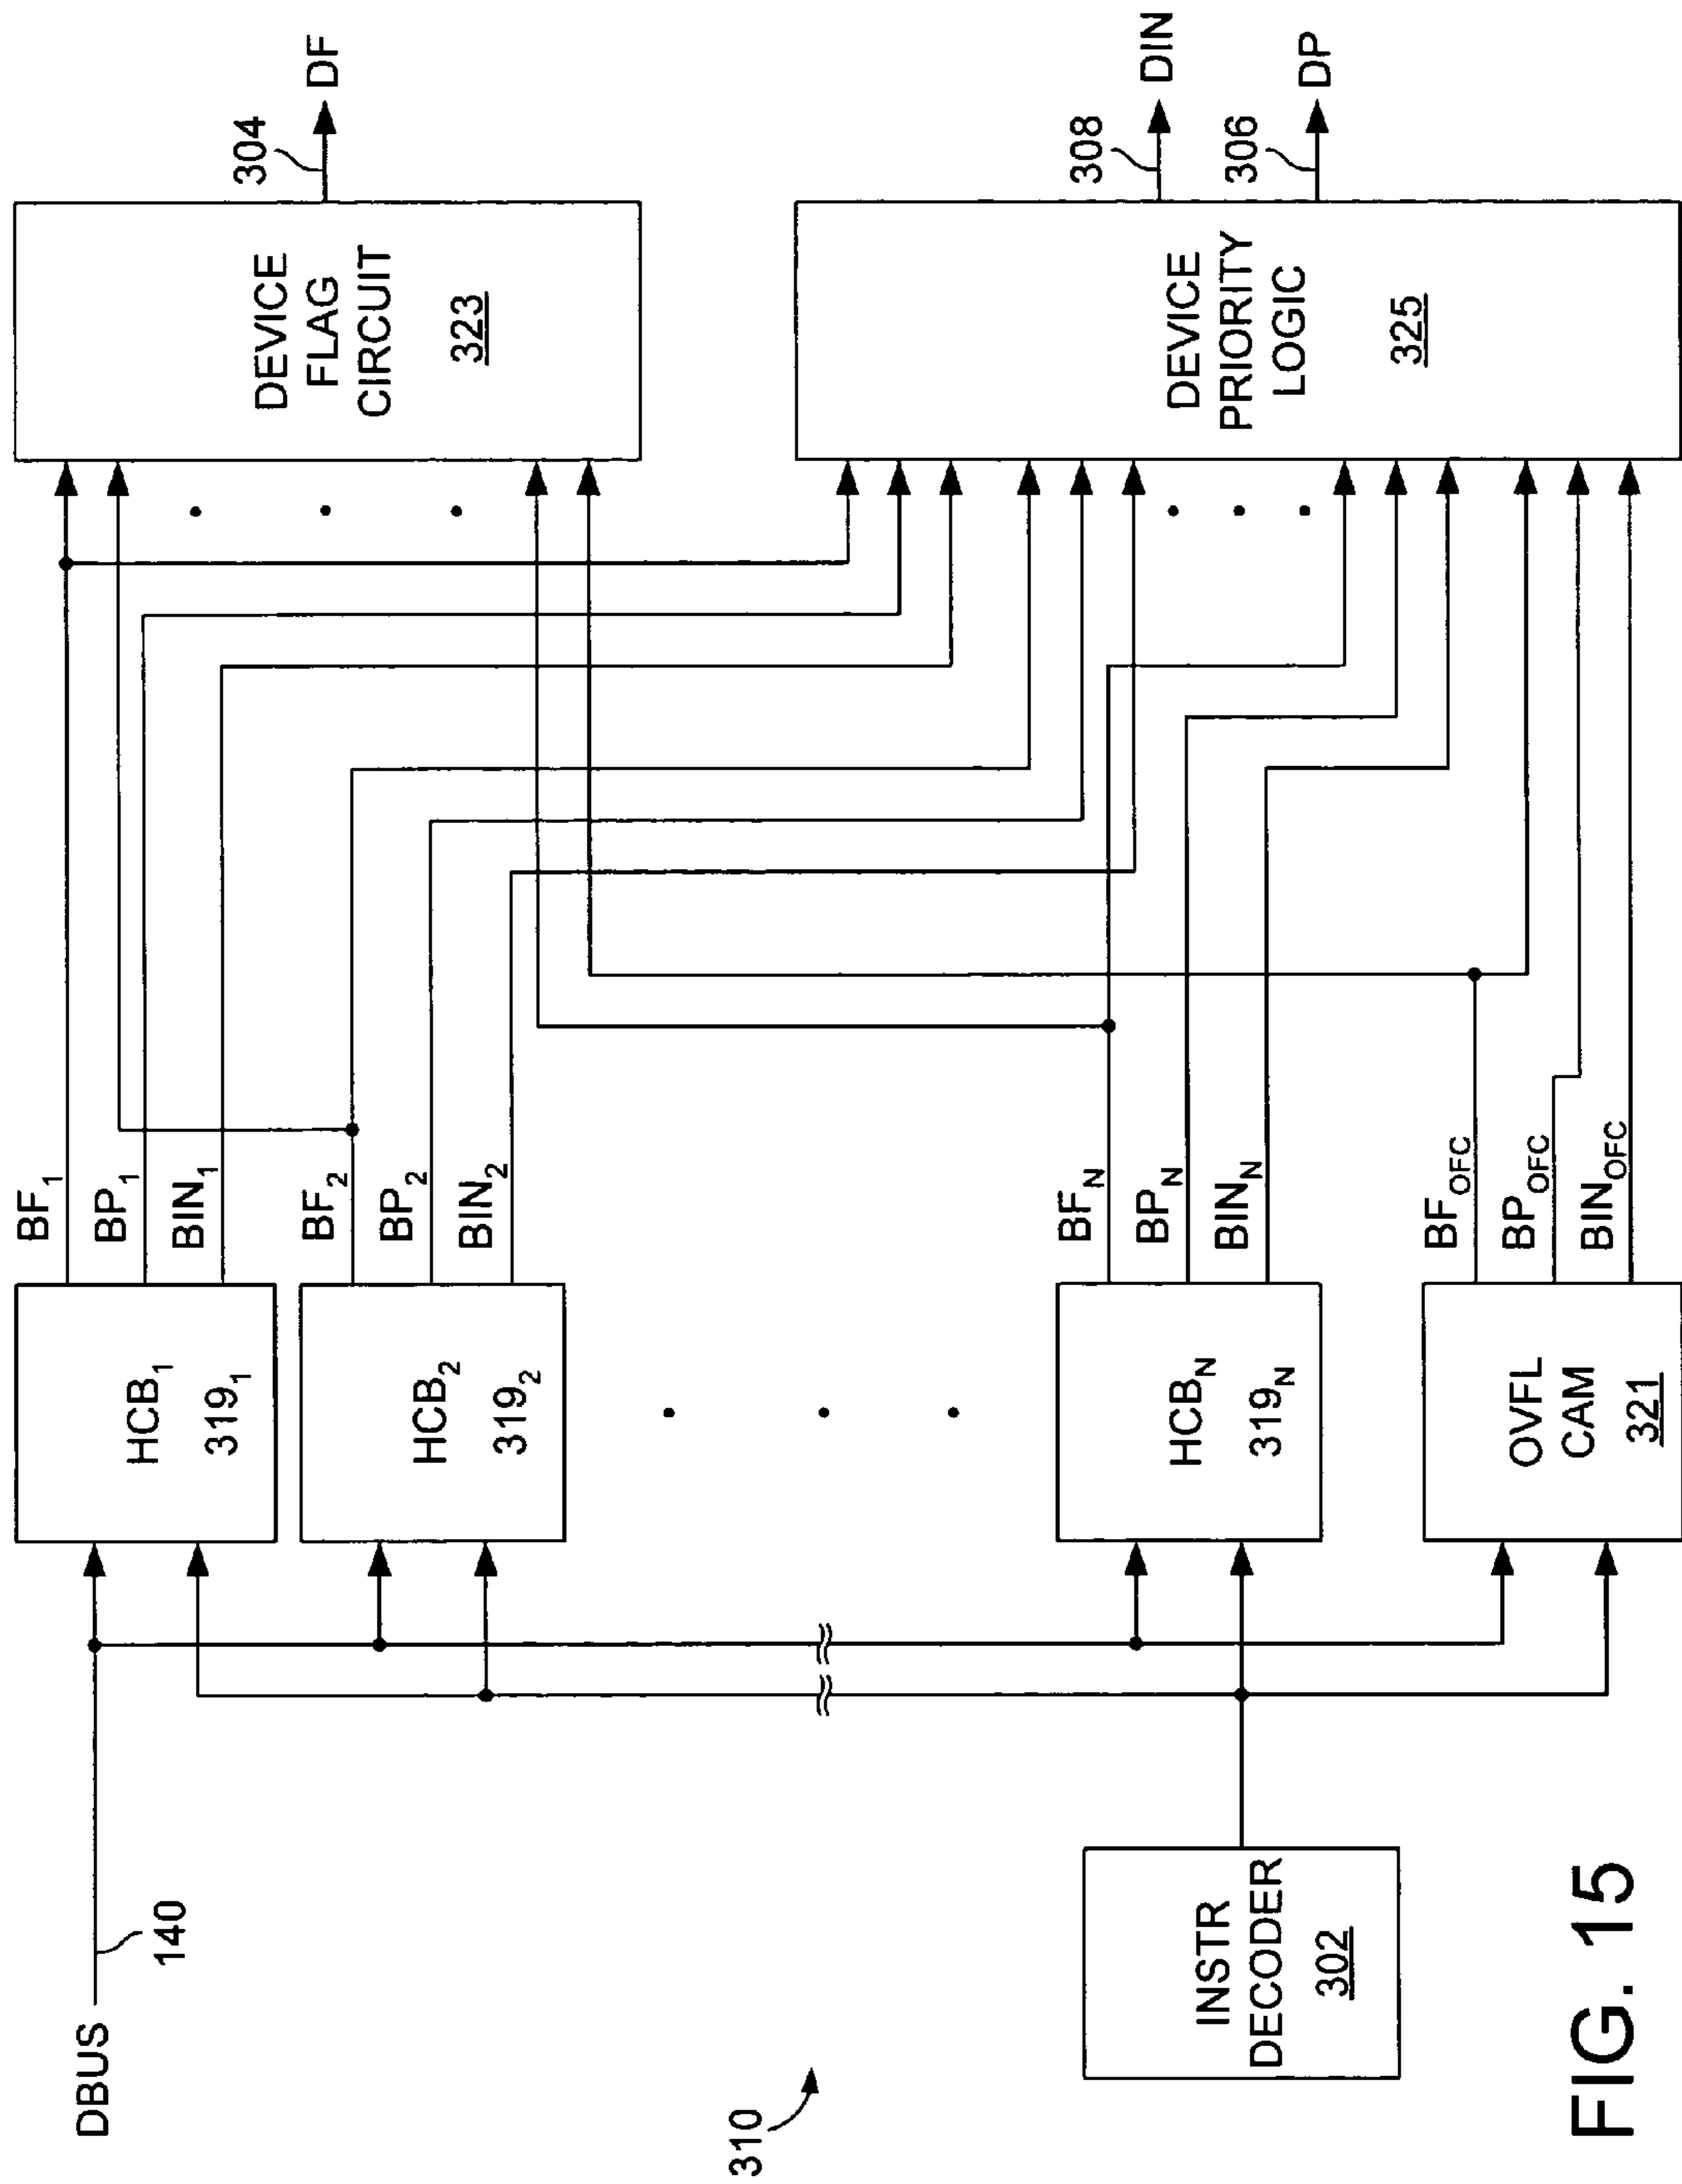 DBUS
140
310
INSTR
DECODER
302
HCB1
3191
HCB2
3192
HCBN
319N
OVFL
CAM
321
BF1
BP1
BIN1
BF2
BP2
BIN2
BFN
BPN
BINN
BFOFC
BPOFC
BINOFC
DEVICE
FLAG
CIRCUIT
323
DEVICE
PRIORITY
LOGIC
325
304
DF
308
DIN
306
DP
FIG. 15